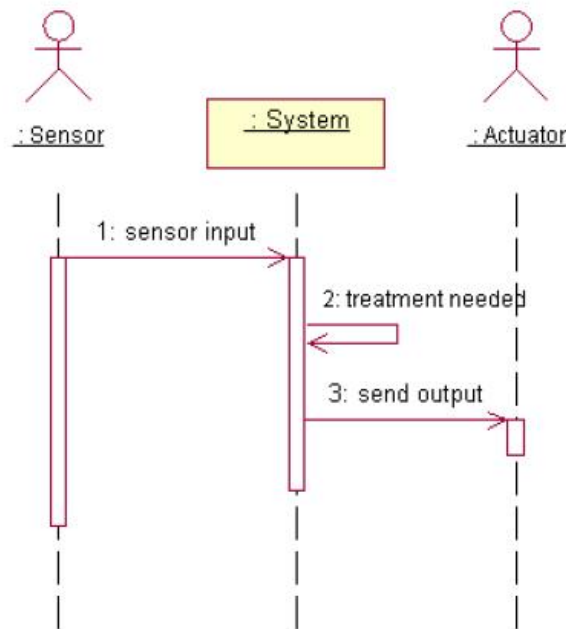 : Sensor
: System
: Actuator
1: sensor input
2: treatment needed
3: send output